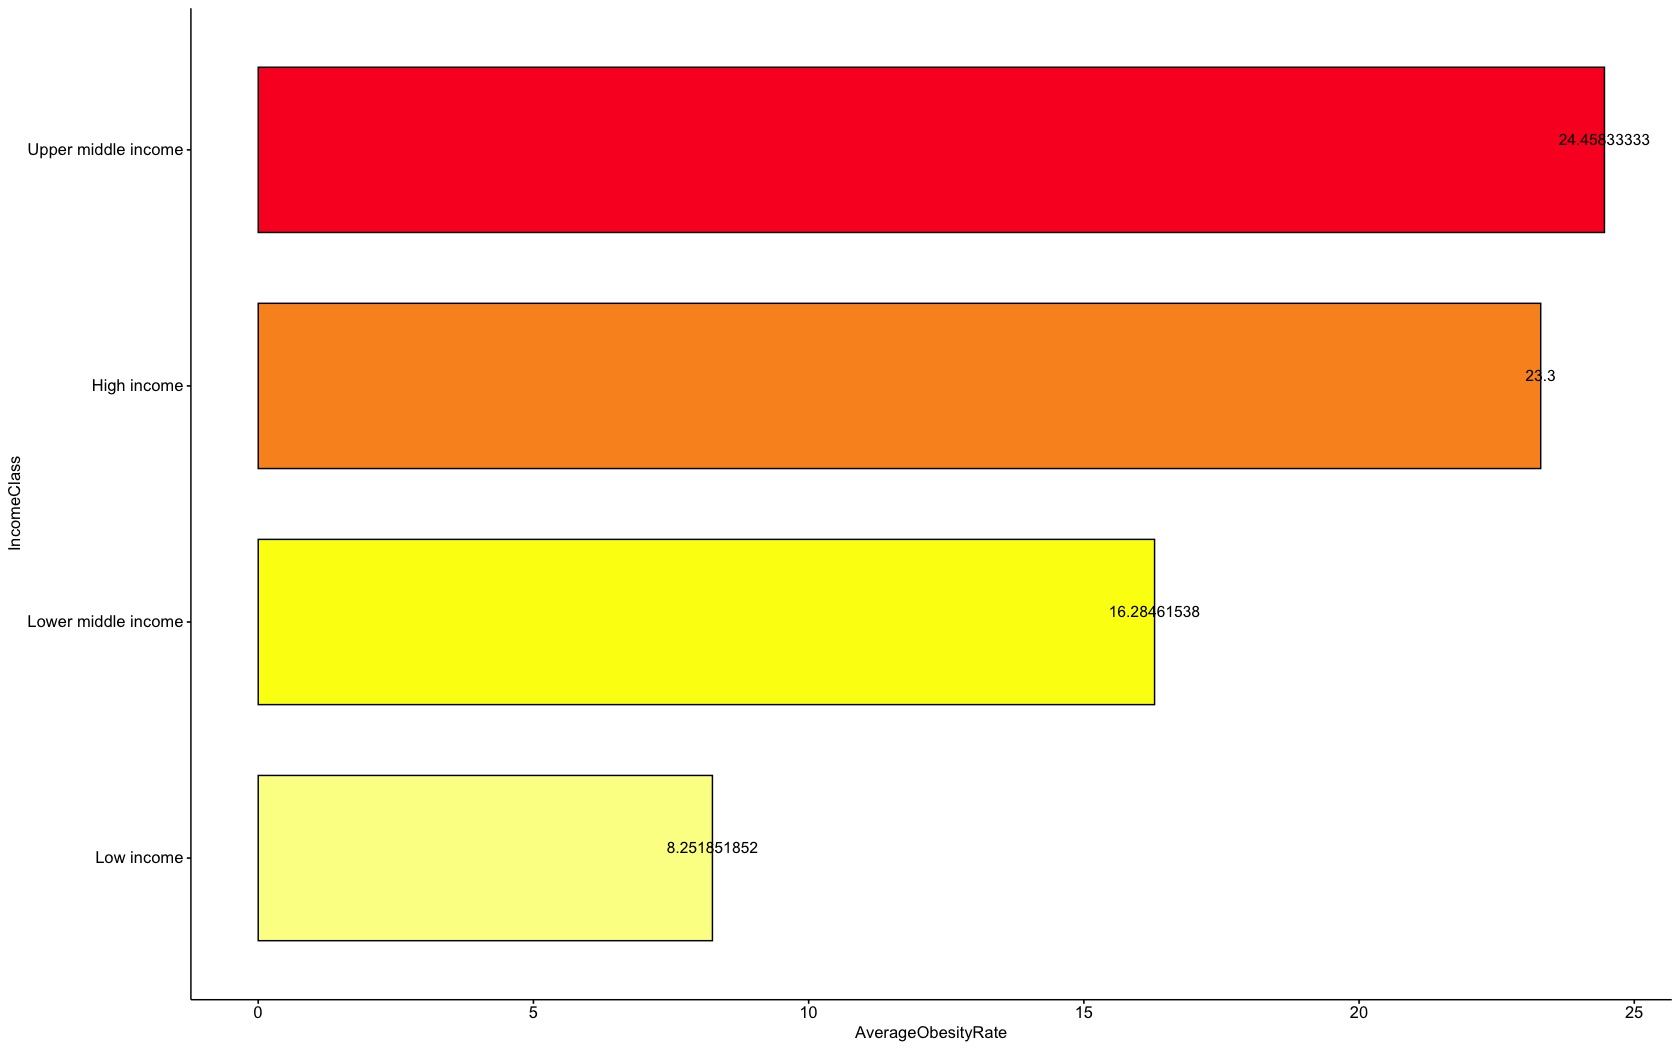 IncomeClass
Upper middle income
24.45833333
High income
23.3
Lower middle income
16.28461538
Low income
8.251851852
0 5 10 15 20 25
AverageObesityRate